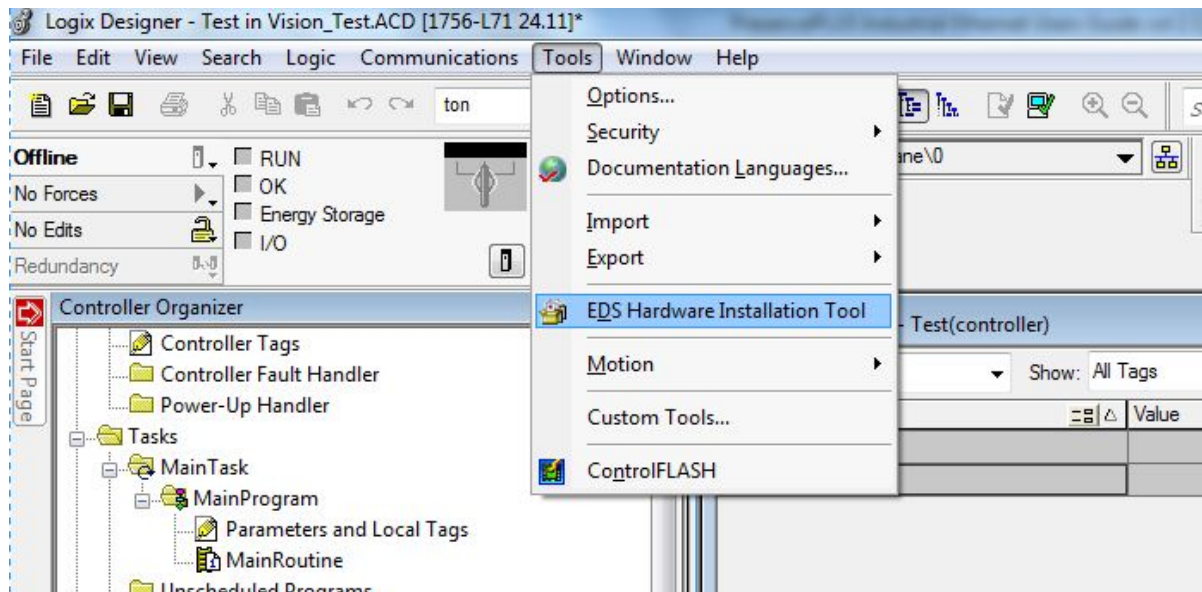 Logix Designer - Test in Vision_Test.ACD [1756-L71 24.11]*
File Edit View Search Logic Communications Tools Window Help
ton
Options...
Security
Documentation Languages...
Import
Export
EDS Hardware Installation Tool
Motion
Custom Tools...
ControlFLASH
Offline
RUN
No Forces
OK
No Edits
Energy Storage
I/O
Redundancy
ane\0
Start Page
Controller Organizer
Controller Tags
Controller Fault Handler
Power-Up Handler
Tasks
MainTask
MainProgram
Parameters and Local Tags
MainRoutine
Unscheduled Programs
- Test(controller)
Show: All Tags
Value